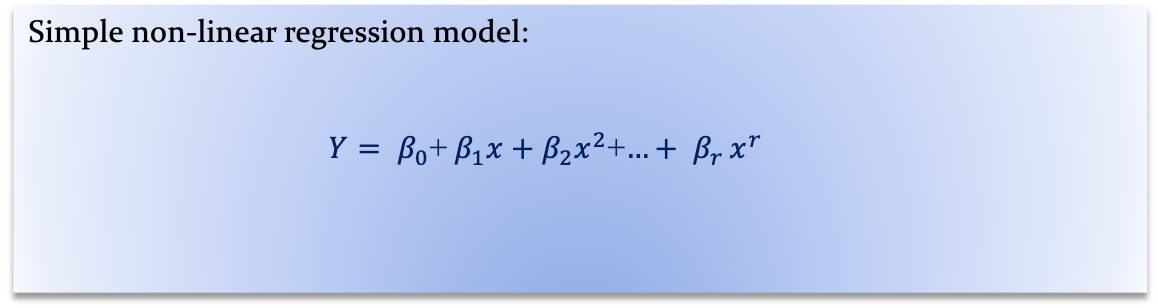 Simple non-linear regression model:
𝑌 = 𝛽₀+ 𝛽₁𝑥 + 𝛽₂𝑥²+…+ 𝛽ᵣ 𝑥ʳ